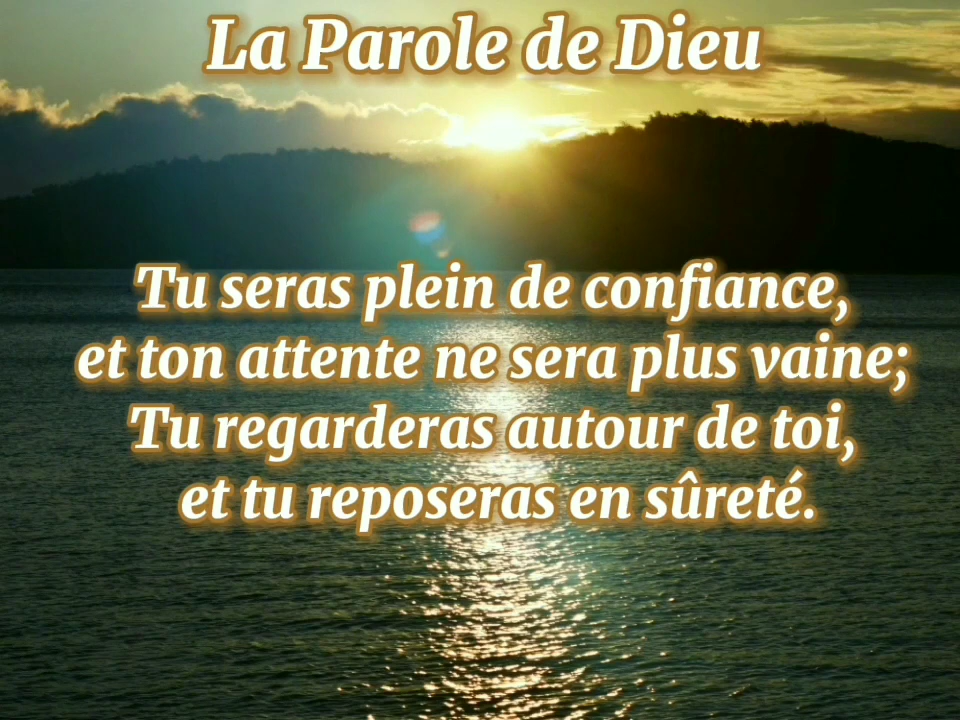 La Parole de Dieu
Tu seras plein de confiance,
et ton attente ne sera plus vaine;
Tu regarderas autour de toi,
et tu reposeras en sûreté.